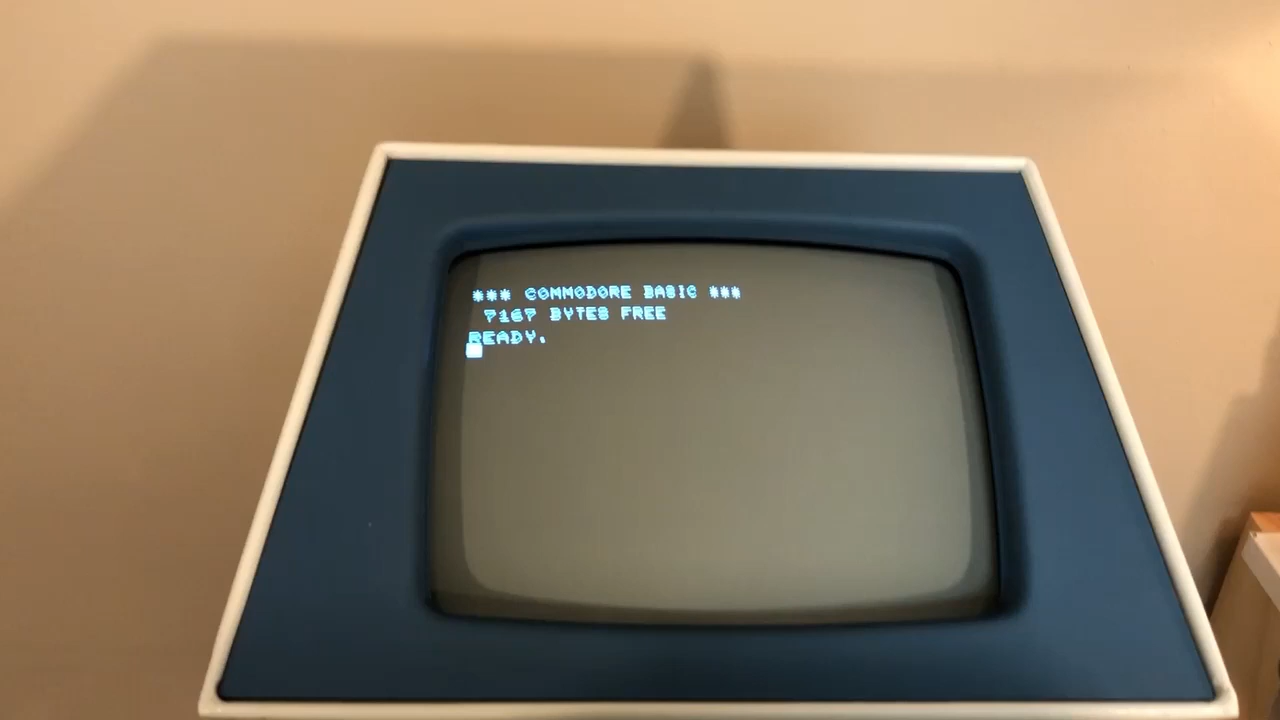 *** COMMODORE BASIC ***
7167 BYTES FREE
READY.